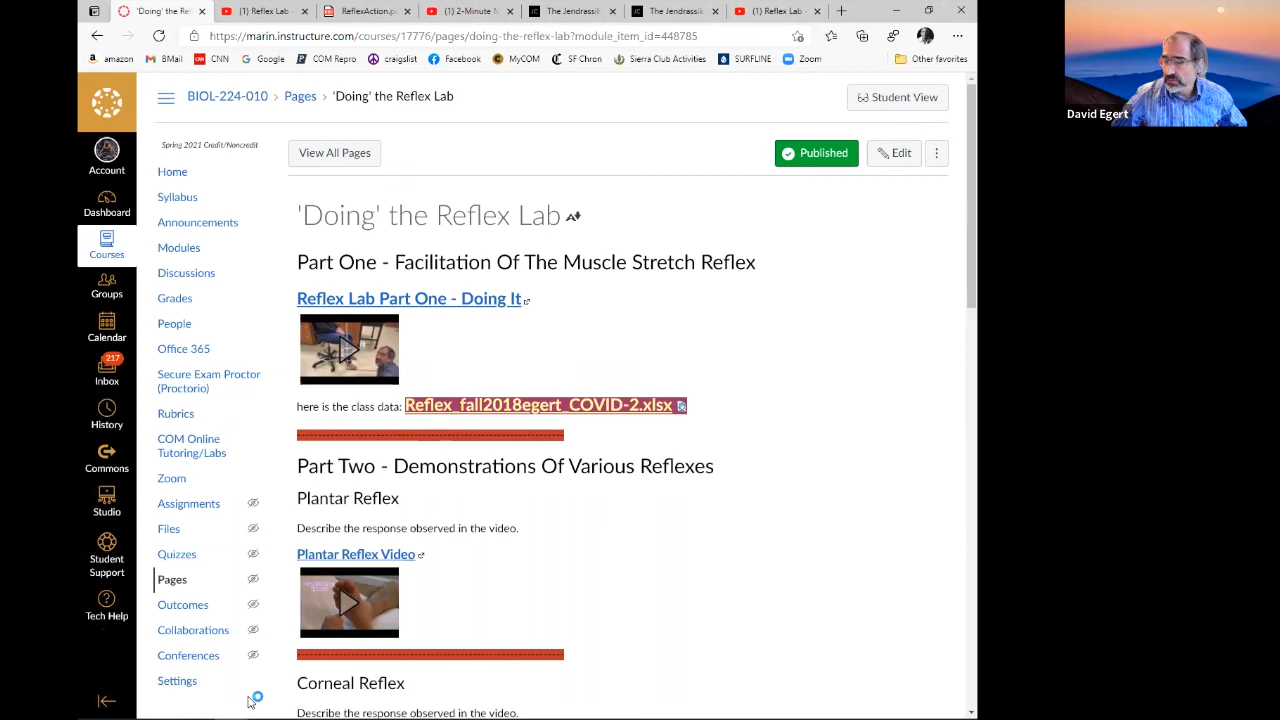 'Doing' the R
(1) Reflex Lab -
ReflexAction.p
(1) 2-Minute N
The Jendrassik
The Jendrassik
(1) Reflex Lab -
https://marin.instructure.com/courses/17776/pages/doing-the-reflex-lab?module_item_id=448785
amazon
BMail
CNN
Google
COM Repro
craigslist
Facebook
MyCOM
SF Chron
Sierra Club Activities
SURFLINE
Zoom
Other favorites
David Egert
BIOL-224-010 > Pages > 'Doing' the Reflex Lab
Student View
Account
Dashboard
Courses
Groups
Calendar
217
Inbox
History
Commons
Studio
Student
Support
Tech Help
Spring 2021 Credit/Noncredit
Home
Syllabus
Announcements
Modules
Discussions
Grades
People
Office 365
Secure Exam Proctor
(Proctorio)
Rubrics
COM Online
Tutoring/Labs
Zoom
Assignments
Files
Quizzes
Pages
Outcomes
Collaborations
Conferences
Settings
View All Pages
Published
Edit
'Doing' the Reflex Lab
Part One - Facilitation Of The Muscle Stretch Reflex
Reflex Lab Part One - Doing It
here is the class data: Reflex_fall2018egert_COVID-2.xlsx
Part Two - Demonstrations Of Various Reflexes
Plantar Reflex
Describe the response observed in the video.
Plantar Reflex Video
Corneal Reflex
Describe the response observed in the video.